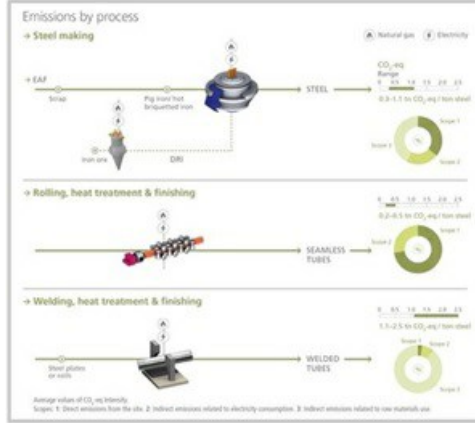 Emissions by process
→ Steel making
Natural gas
Electricity
→ EAF
Scrap
Pig iron/ hot briquetted iron
STEEL
CO₂-eq
Range
0 0.5 1.0 1.5 2.0 2.5
0.3-1.1 tn CO₂-eq / ton steel
Iron ore
DRI
Scope 1
Scope 3
%
Scope 2
→ Rolling, heat treatment & finishing
0 0.5 1.0 1.5 2.0 2.5
0.2-0.5 tn CO₂-eq / ton steel
SEAMLESS
TUBES
Scope 1
Scope 2
%
→ Welding, heat treatment & finishing
0 0.5 1.0 1.5 2.0 2.5
1.1-2.5 tn CO₂-eq / ton steel
Steel plates
or coils
WELDED
TUBES
Scope 1
Scope 2
%
Scope 3
Average values of CO₂ eq intensity.
Scopes: 1: Direct emissions from the site. 2: Indirect emissions related to electricity consumption. 3: Indirect emissions related to raw materials use.